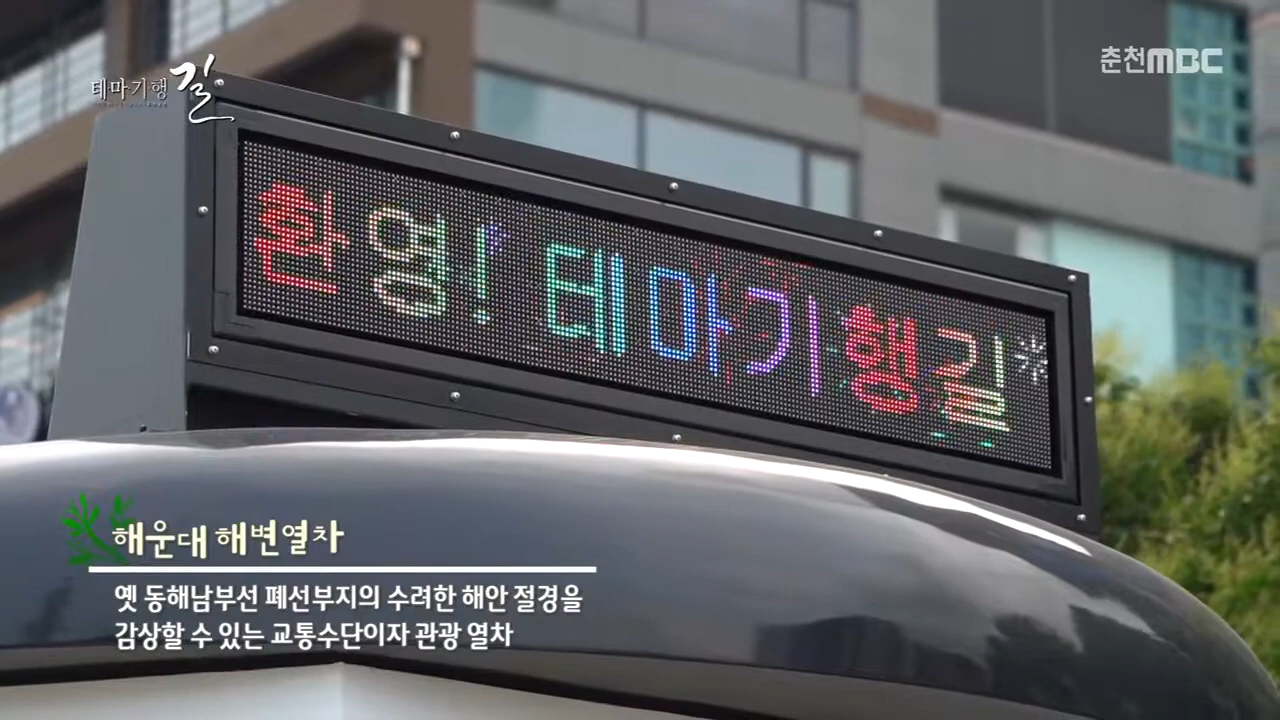 테마기행 길
춘천MBC
환영! 테마기행길*
해운대 해변열차
옛 동해남부선 폐선부지의 수려한 해안 절경을
감상할 수 있는 교통수단이자 관광 열차